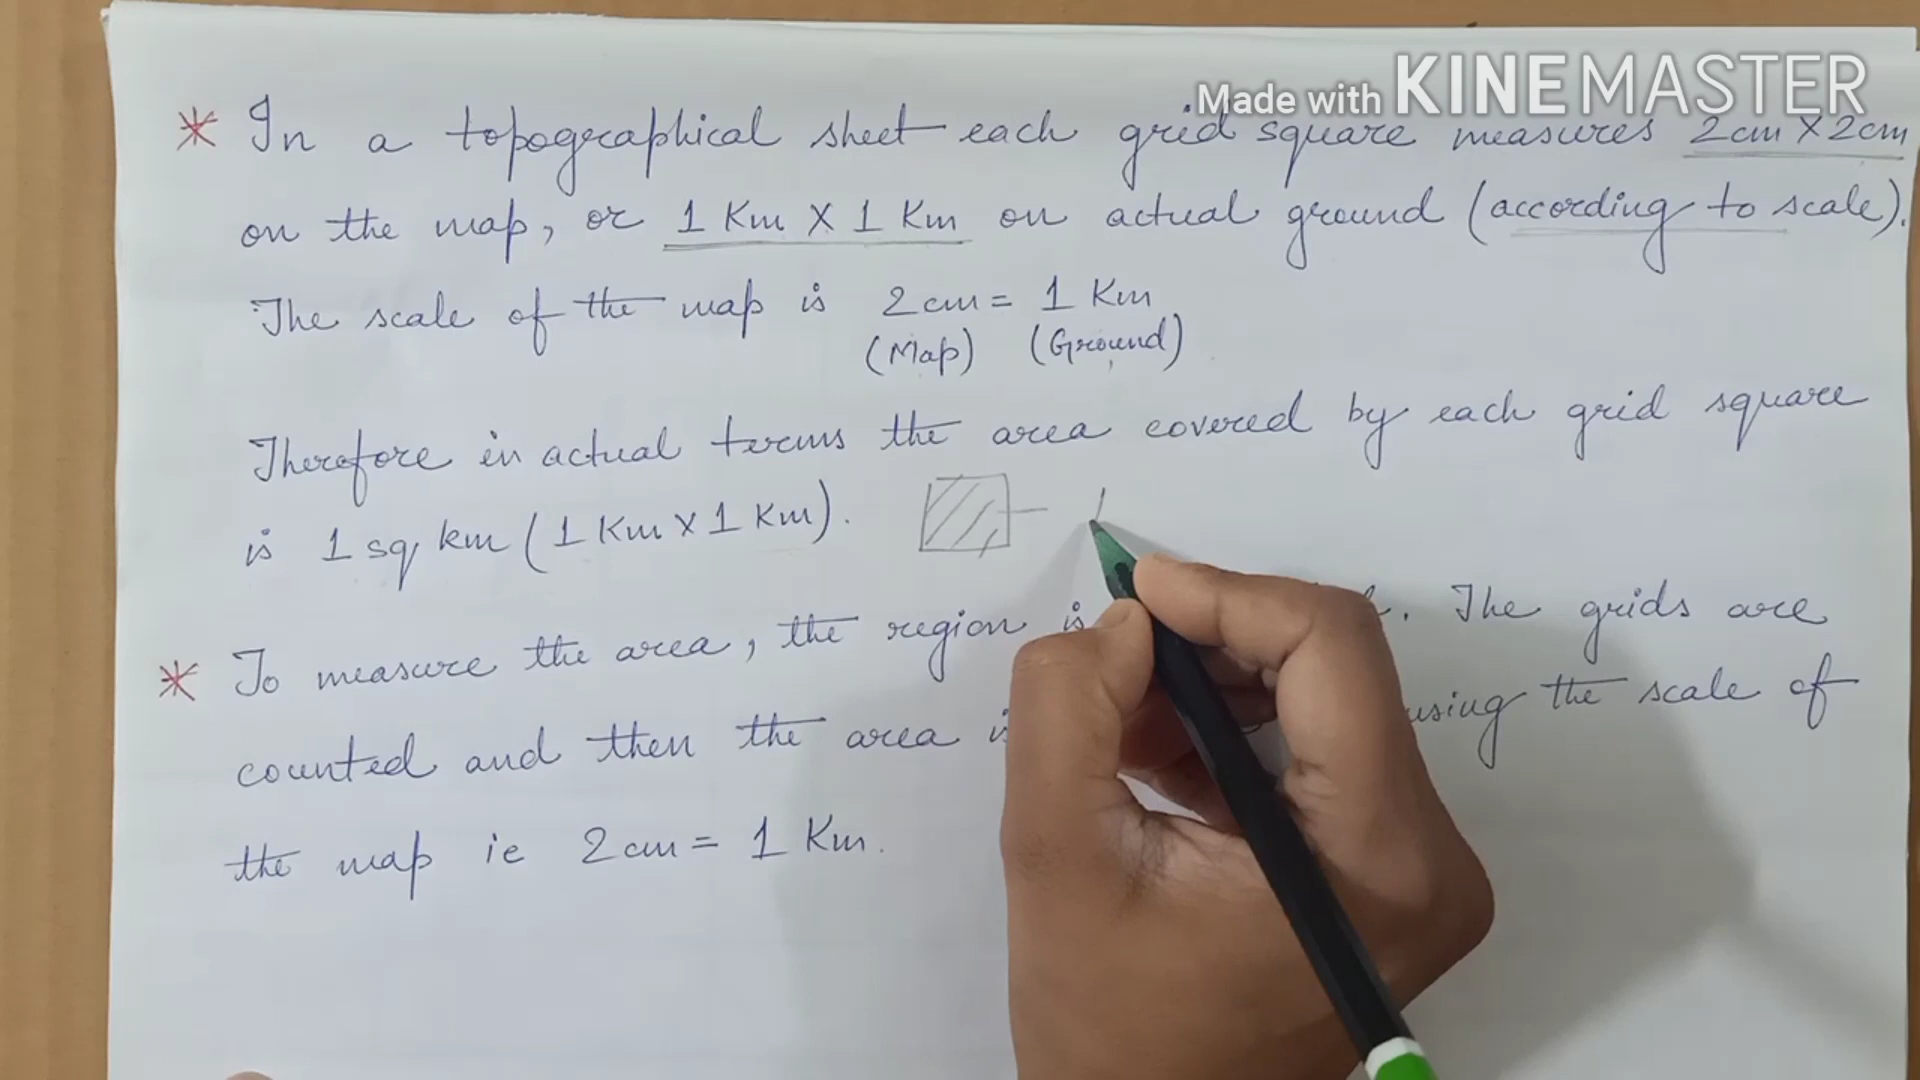 Made with KINEMASTER
* In a topographical sheet each grid square measures 2cm X 2cm
on the map, or 1 Km X 1 Km on actual ground (according to scale).
The scale of the map is 2cm = 1 Km
(Map) (Ground)
Therefore in actual terms the area covered by each grid square
is 1 sq km (1 Km X 1 Km).
* To measure the area, the region is . The grids are
counted and then the area using the scale of
the map ie 2cm = 1 Km.